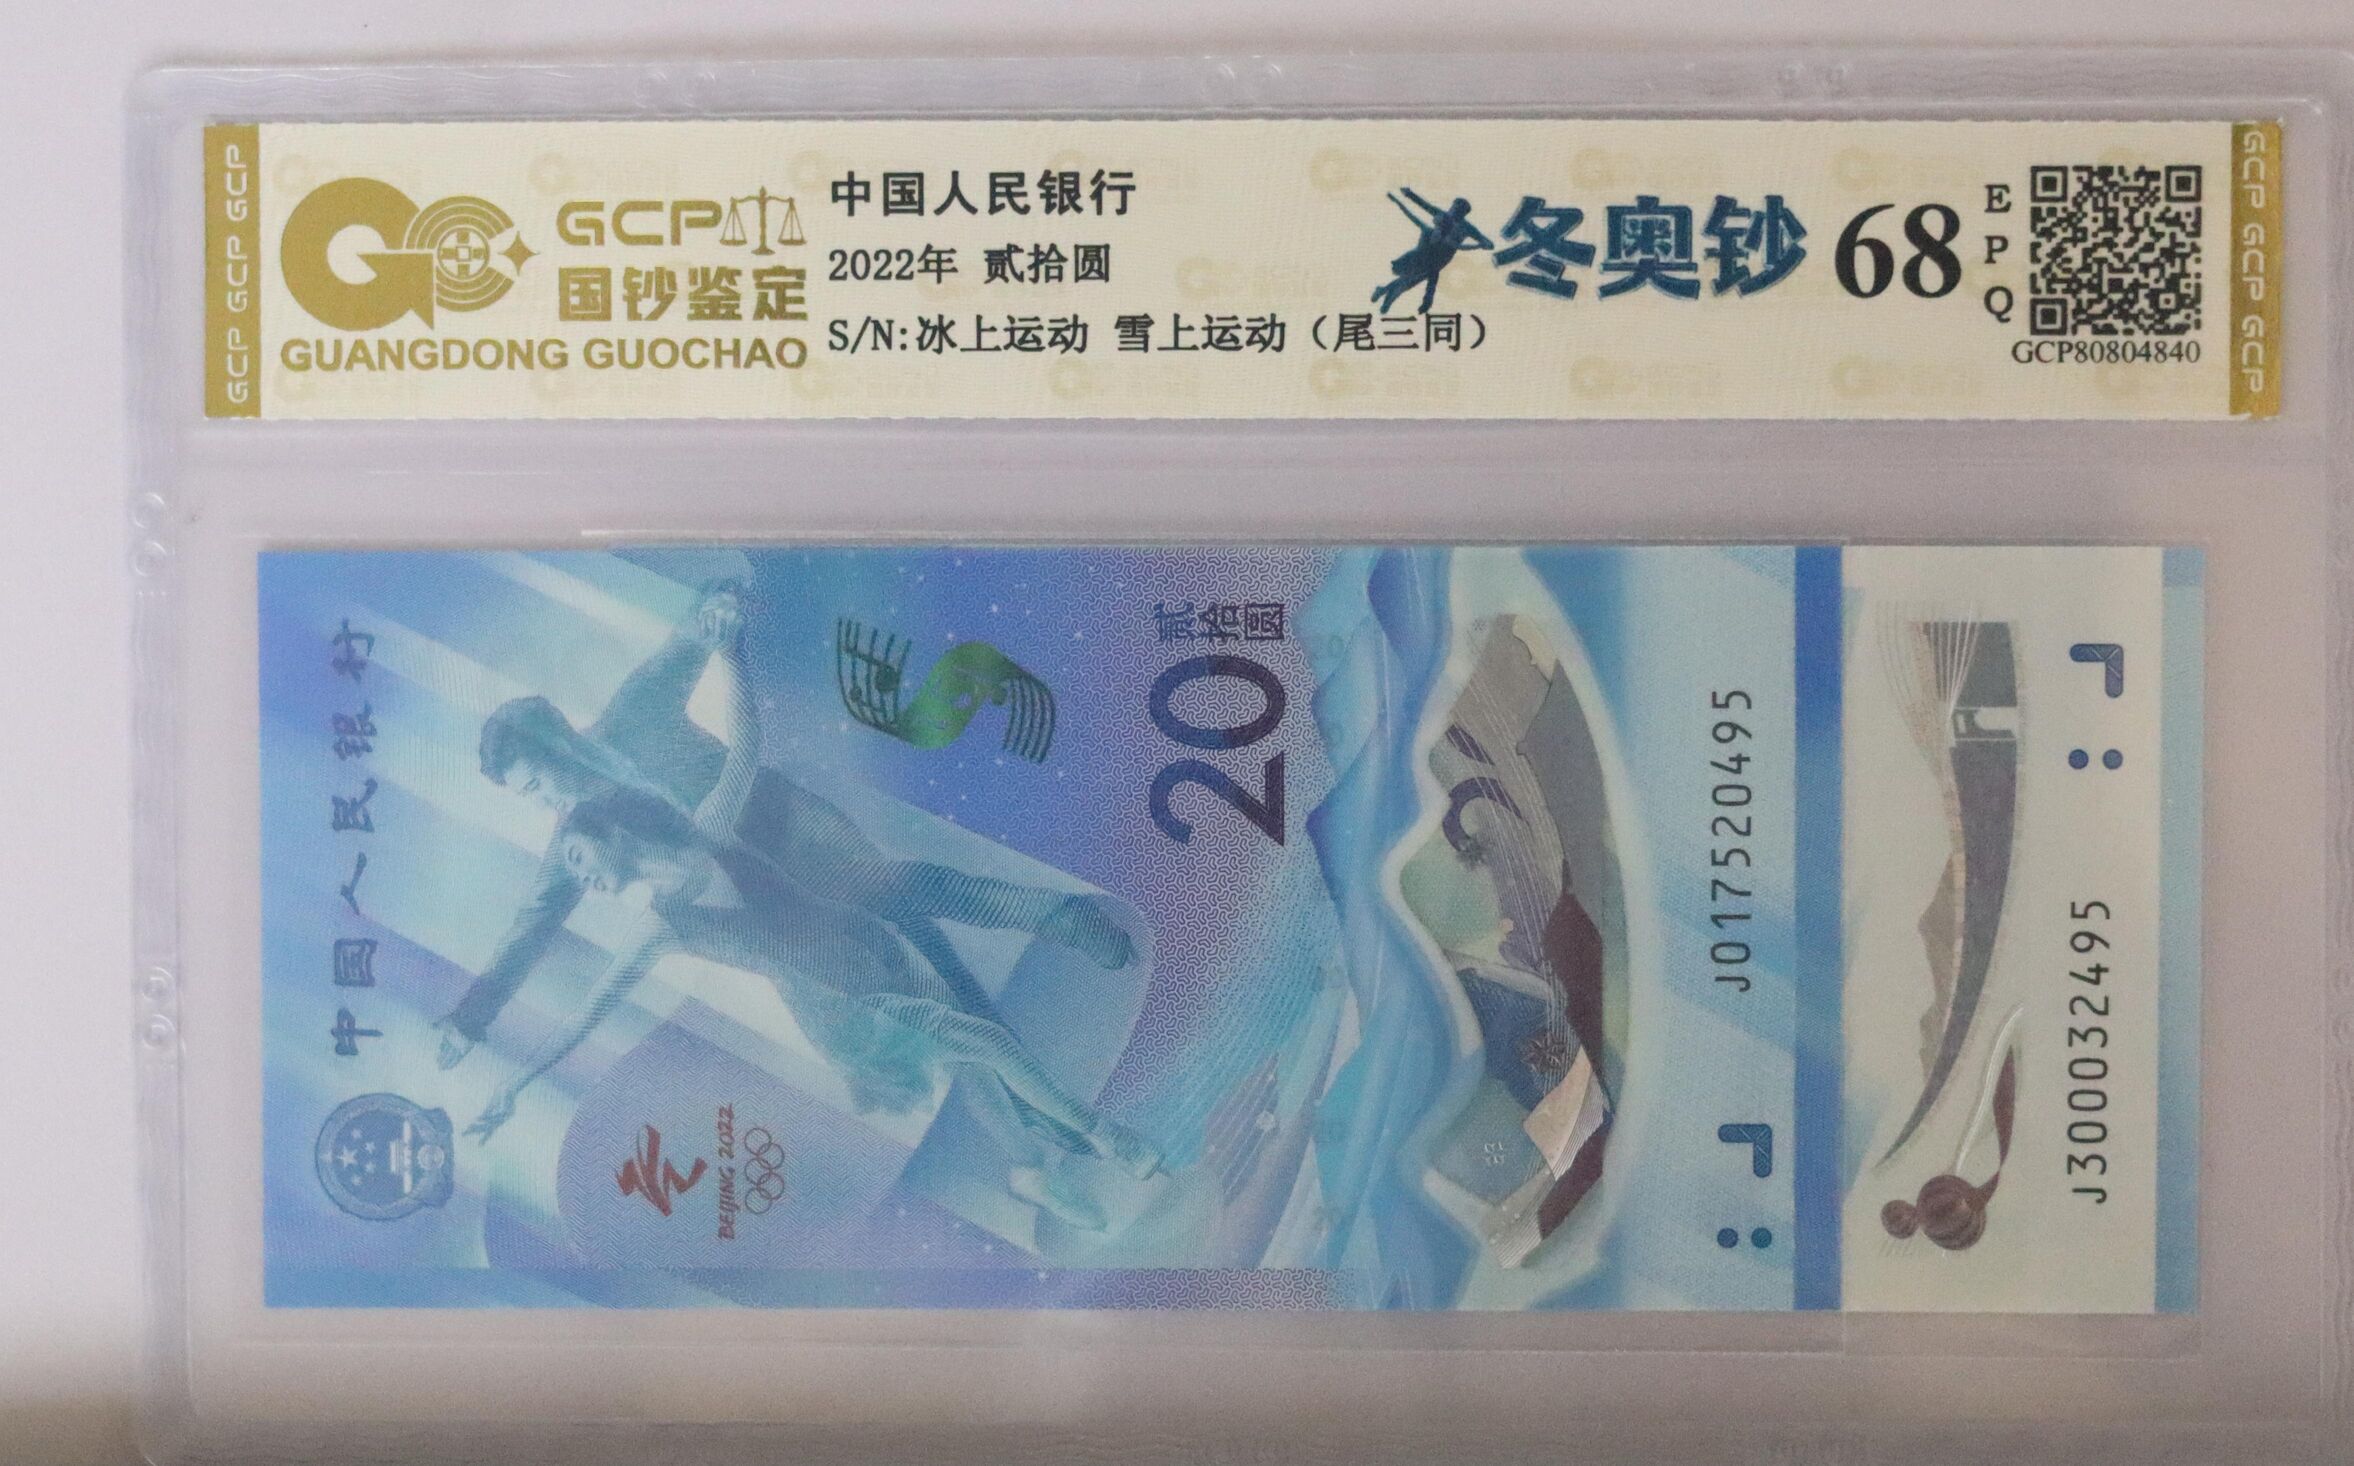 GCP GCP GCP
GCP
国钞鉴定
GUANGDONG GUOCHAO
中国人民银行
2022年 贰拾圆
S/N:冰上运动 雪上运动（尾三同）
冬奥钞
68
EPQ
GCP80804840
GCP GCP GCP
中国人民银行
BEIJING 2022
20
贰拾圆
J017520495
J300032495